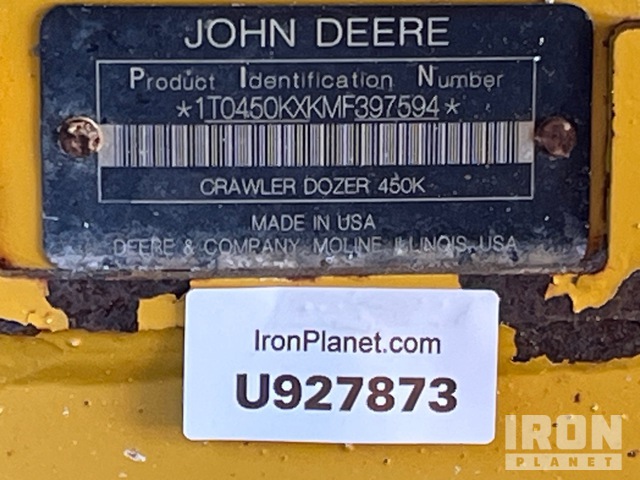 JOHN DEERE
Product Identification Number
*1T0450KXKMF397594*
CRAWLER DOZER 450K
MADE IN USA
DEERE & COMPANY MOLINE ILLINOIS USA
IronPlanet.com
U927873
IRON
PLANET